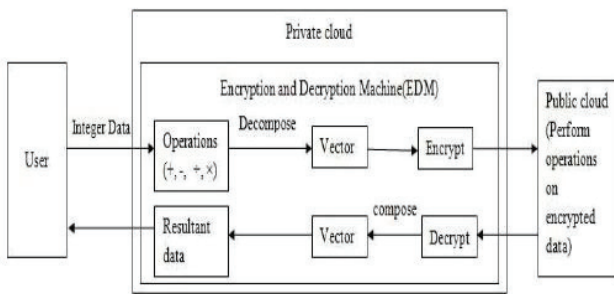 Private cloud
Encryption and Decryption Machine(EDM)
User
Integer Data
Operations
(+, -, ÷, ×)
Decompose
Vector
Encrypt
Public cloud
(Perform
operations
on
encrypted
data)
Resultant
data
Vector
compose
Decrypt